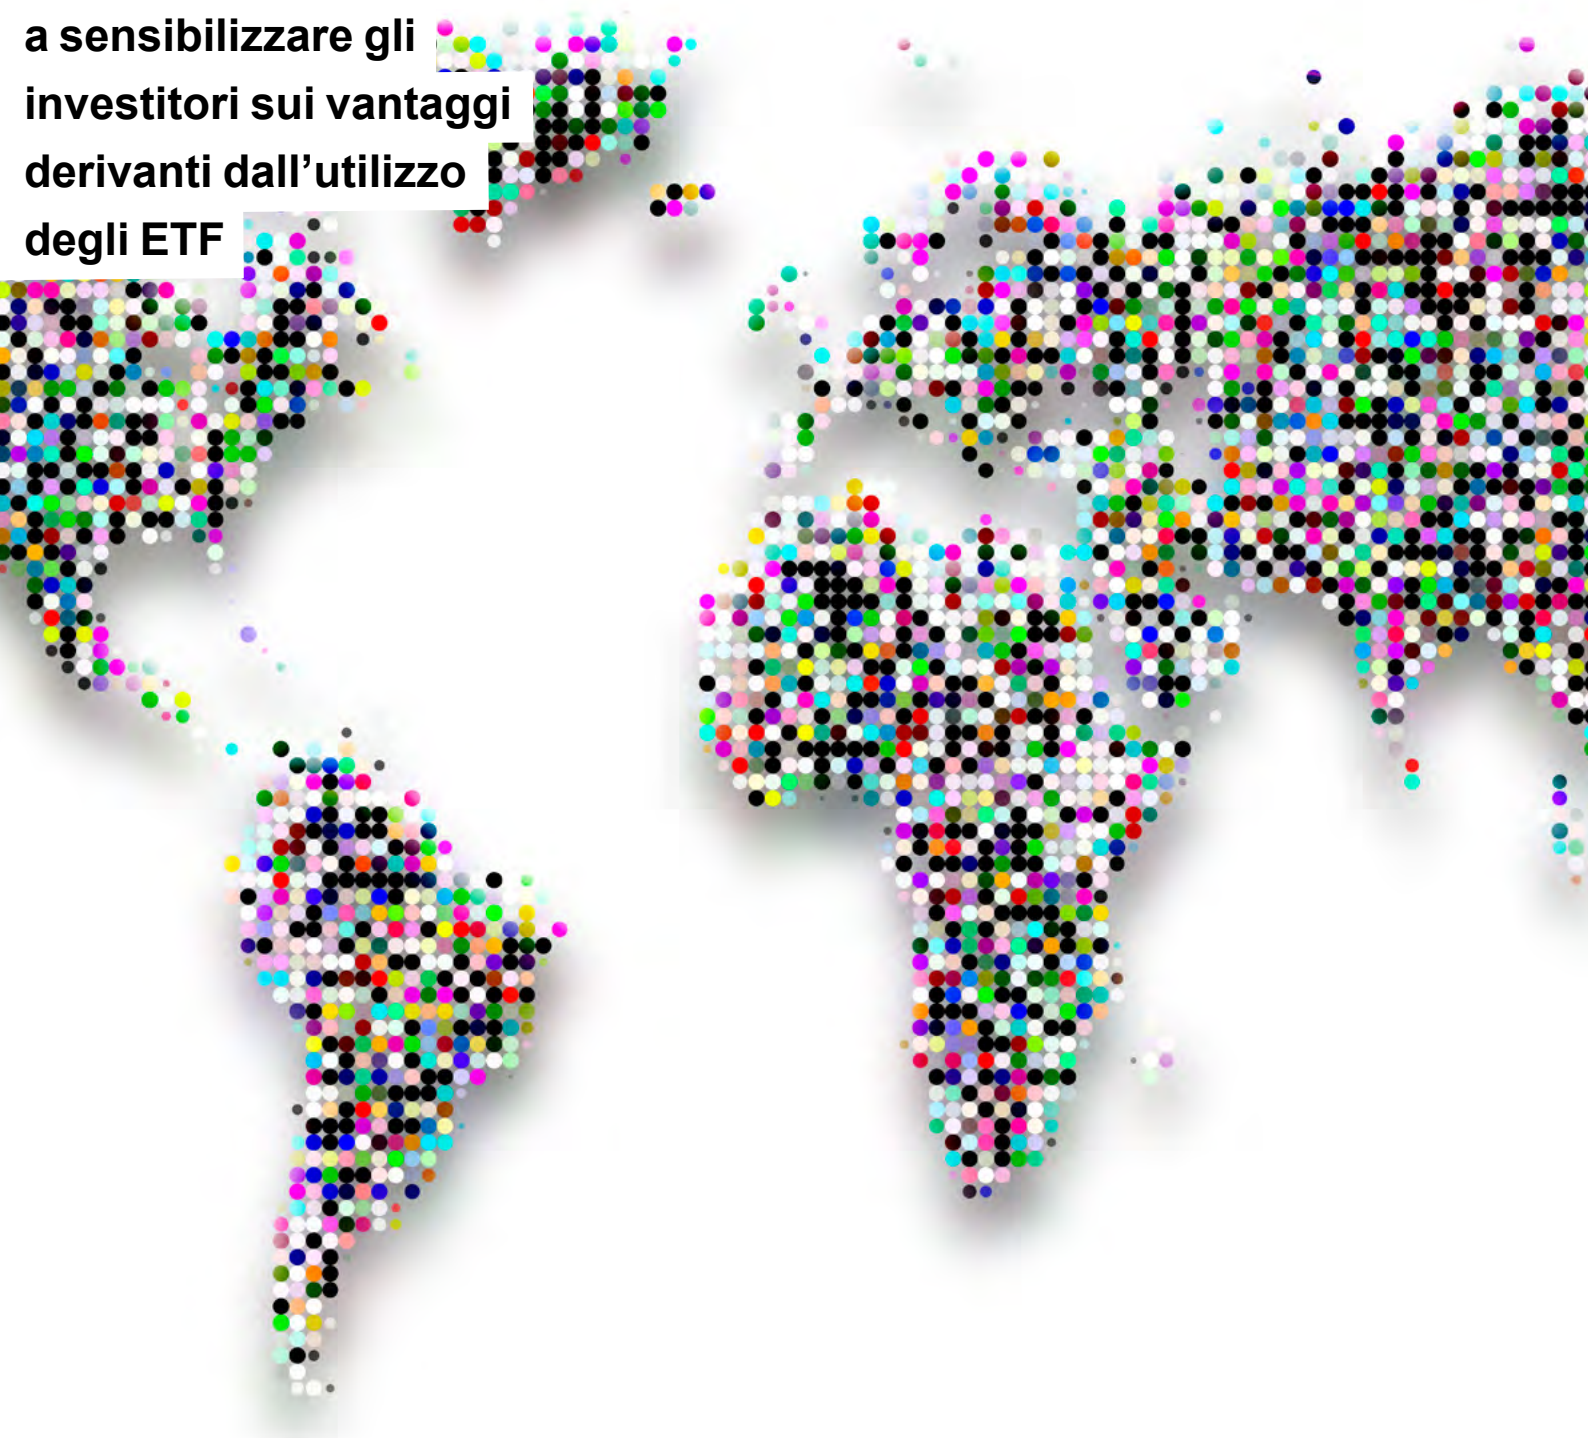 a sensibilizzare gli
investitori sui vantaggi
derivanti dall’utilizzo
degli ETF